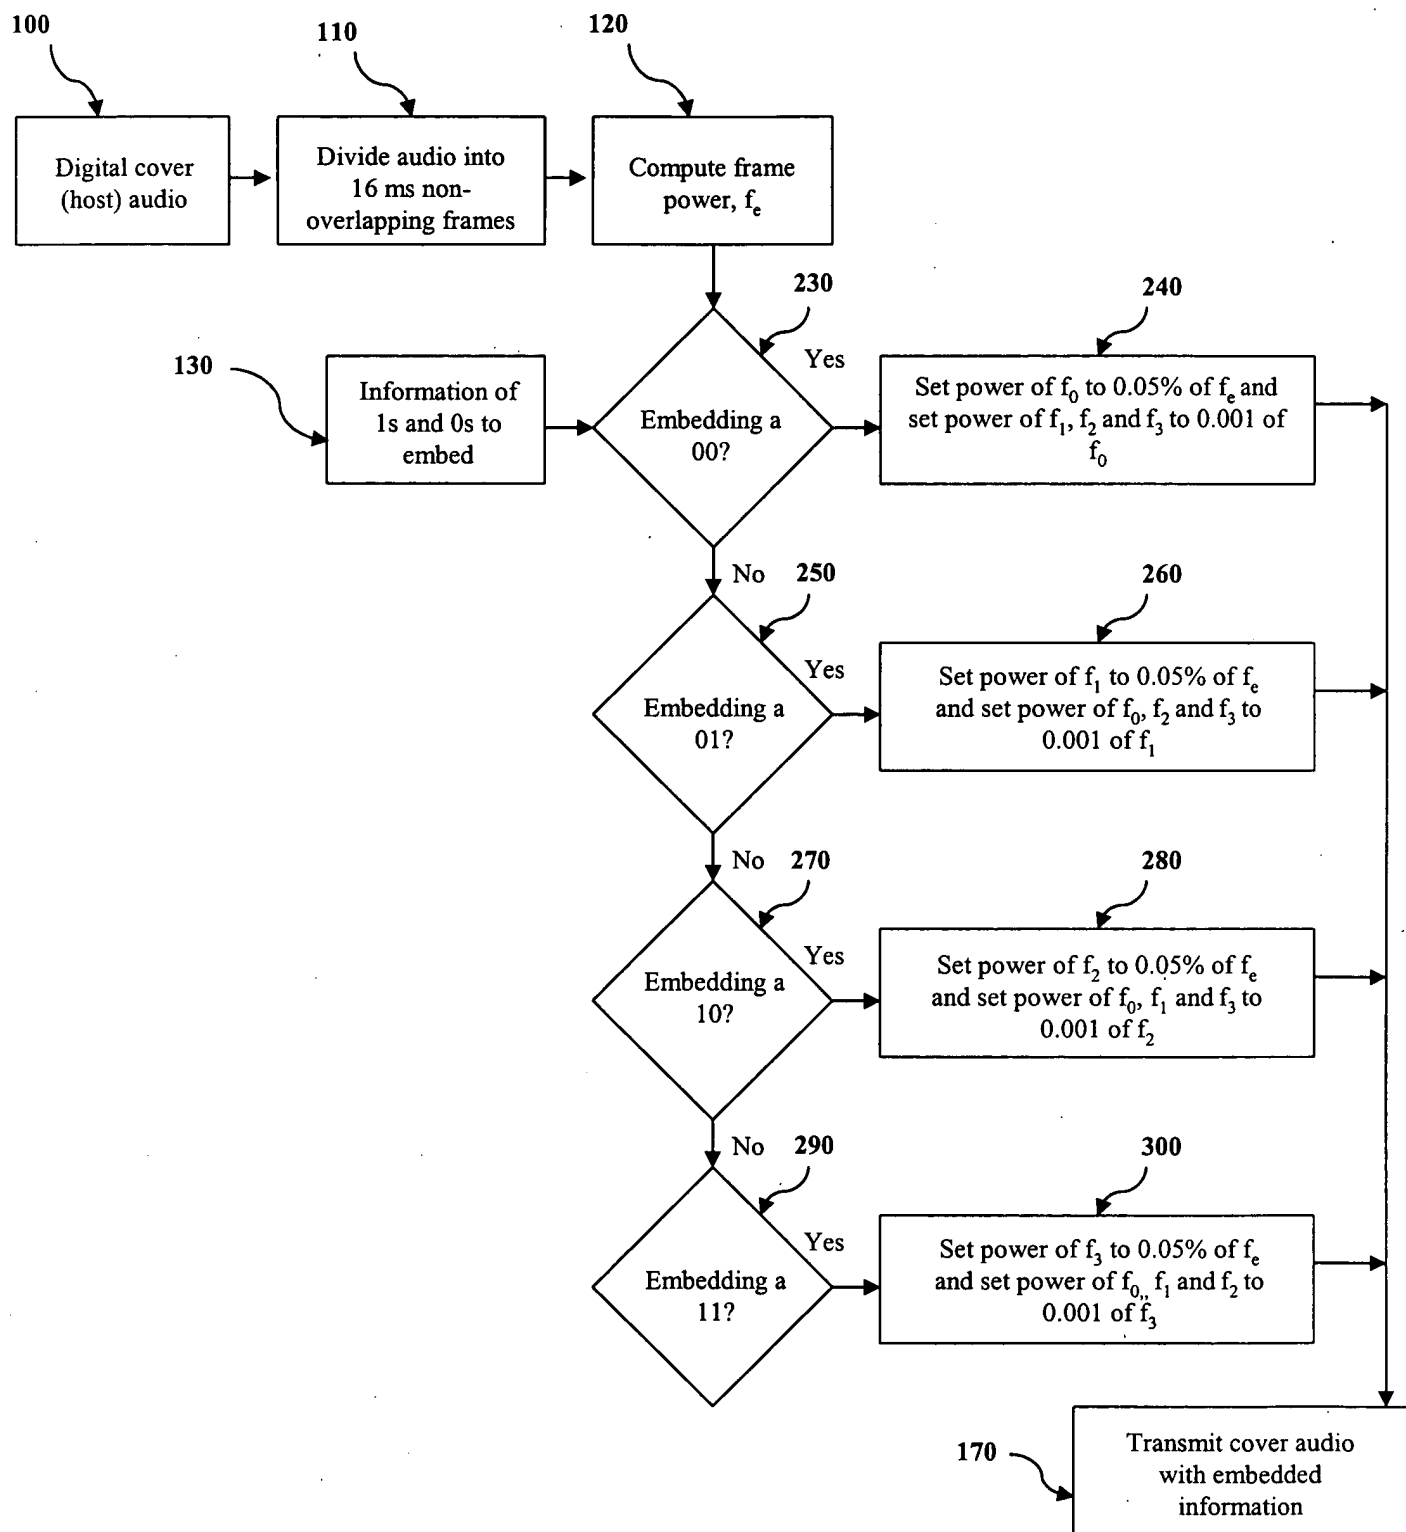 100
110
120
Digital cover
(host) audio
Divide audio into
16 ms non-
overlapping frames
Compute frame
power, fₑ
230
240
130
Information of
1s and 0s to
embed
Embedding a
00?
Yes
Set power of f₀ to 0.05% of fₑ and
set power of f₁, f₂ and f₃ to 0.001 of
f₀
No
250
260
Embedding a
01?
Yes
Set power of f₁ to 0.05% of fₑ
and set power of f₀, f₂ and f₃ to
0.001 of f₁
No
270
280
Embedding a
10?
Yes
Set power of f₂ to 0.05% of fₑ
and set power of f₀, f₁ and f₃ to
0.001 of f₂
No
290
300
Embedding a
11?
Yes
Set power of f₃ to 0.05% of fₑ
and set power of f₀,, f₁ and f₂ to
0.001 of f₃
170
Transmit cover audio
with embedded
information